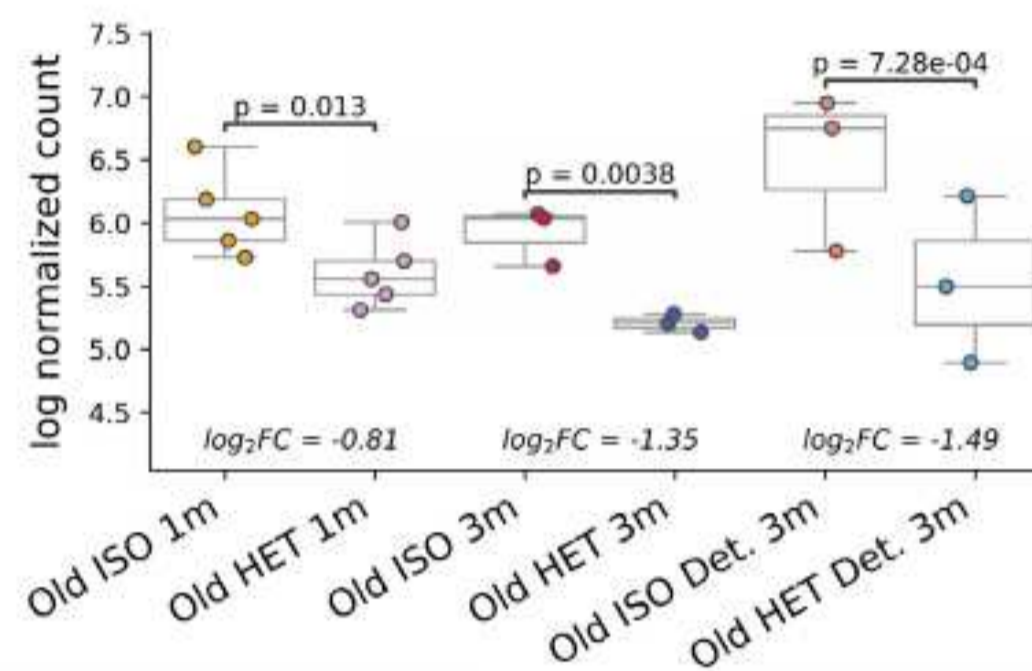 log normalized count
7.5
7.0
6.5
6.0
5.5
5.0
4.5
p = 0.013
p = 0.0038
p = 7.28e-04
log₂FC = -0.81
log₂FC = -1.35
log₂FC = -1.49
Old ISO 1m
Old HET 1m
Old ISO 3m
Old HET 3m
Old ISO Det. 3m
Old HET Det. 3m